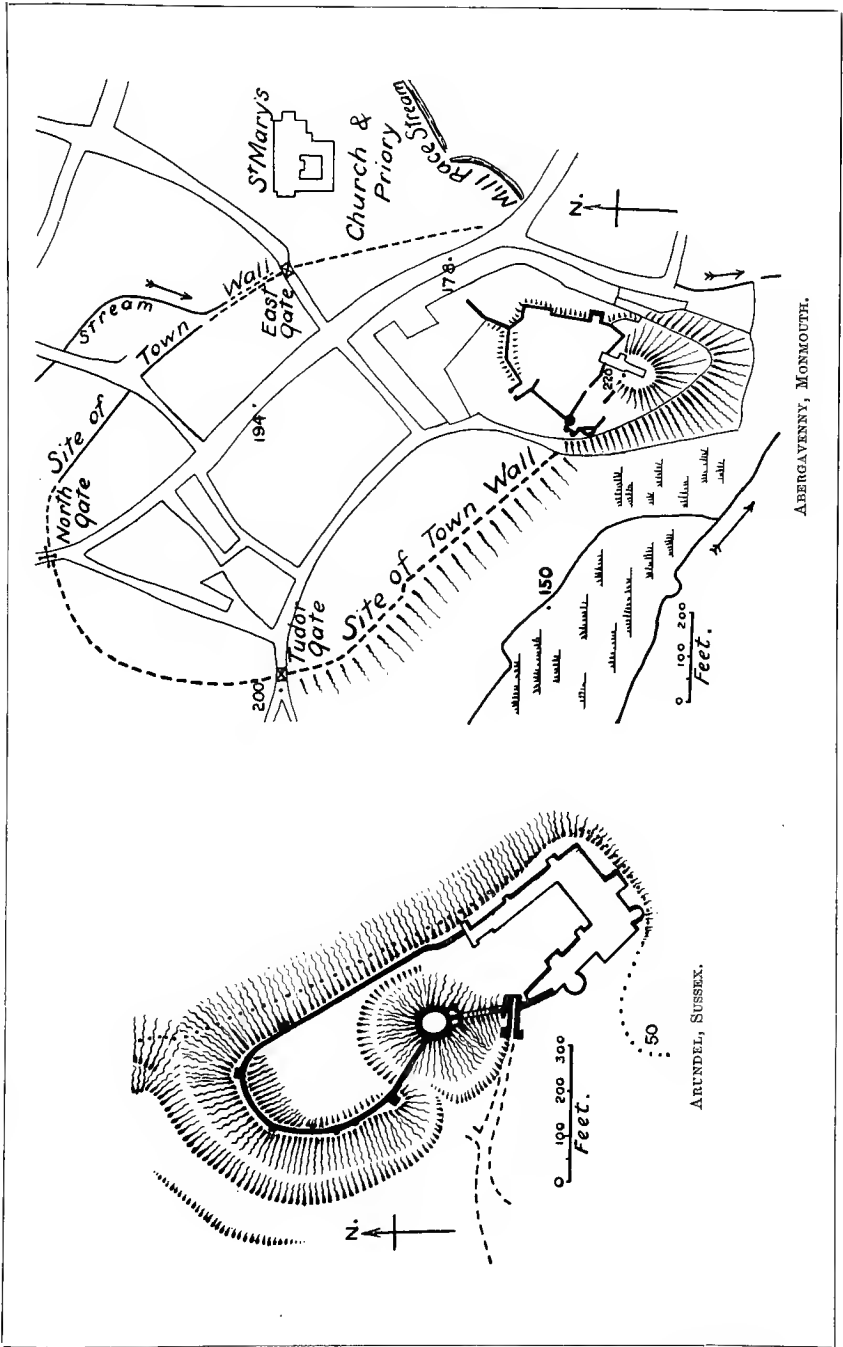 St Mary's
Church &
Priory
Mill Race Stream
Stream
Site of Town Wall
East
Gate
North
Gate
194
178
N.
220
Tudor
Gate
200
Site of Town Wall
150
0 100 200
Feet.
ABERGAVENNY, MONMOUTH.
N.
0 100 200 300
Feet.
50
ARUNDEL, SUSSEX.